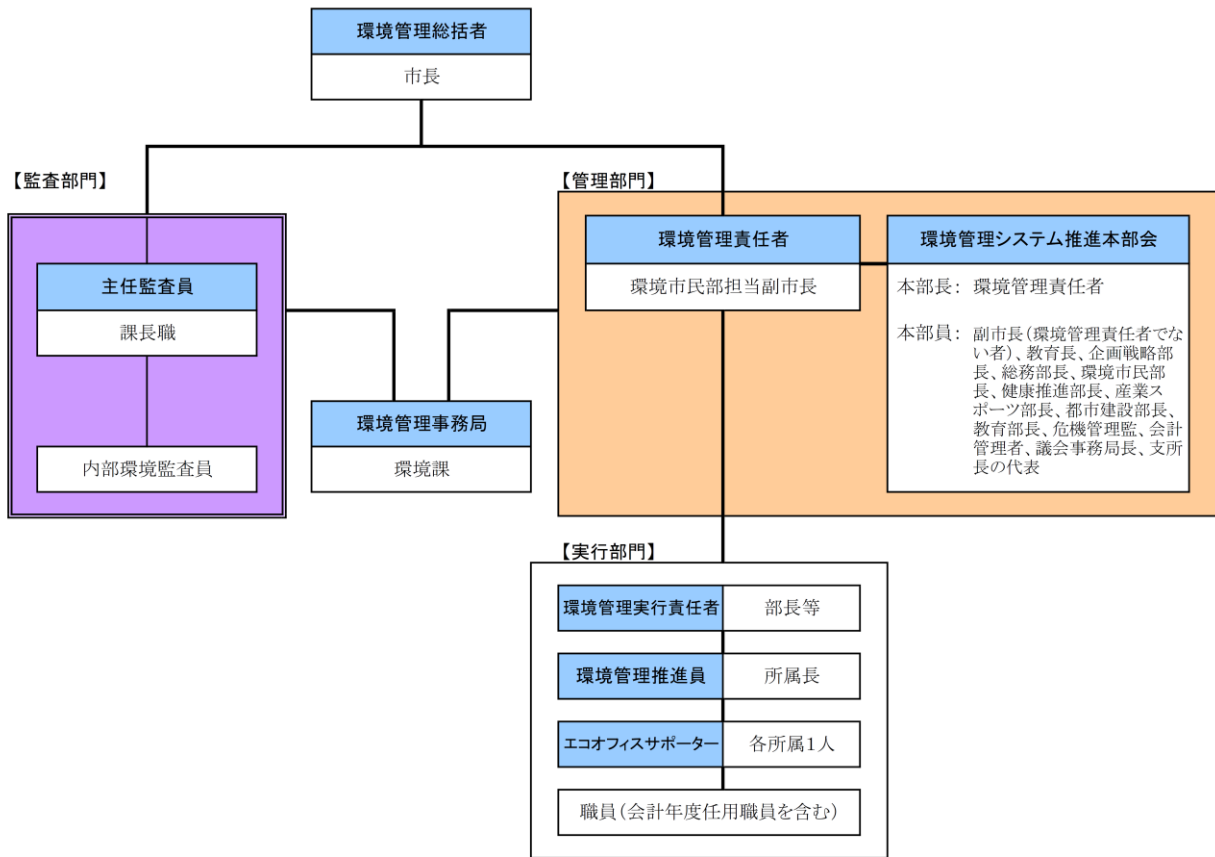 環境管理総括者
市長
【監査部門】
主任監査員
課長職
内部環境監査員
環境管理事務局
環境課
【管理部門】
環境管理責任者
環境市民部担当副市長
環境管理システム推進本部会
本部長： 環境管理責任者
本部員： 副市長（環境管理責任者でな
い者）、教育長、企画戦略部
長、総務部長、環境市民部
長、健康推進部長、産業ス
ポーツ部長、都市建設部長、
教育部長、危機管理監、会計
管理者、議会事務局長、支所
長の代表
【実行部門】
環境管理実行責任者 部長等
環境管理推進員 所属長
エコオフィスサポーター 各所属1人
職員（会計年度任用職員を含む）